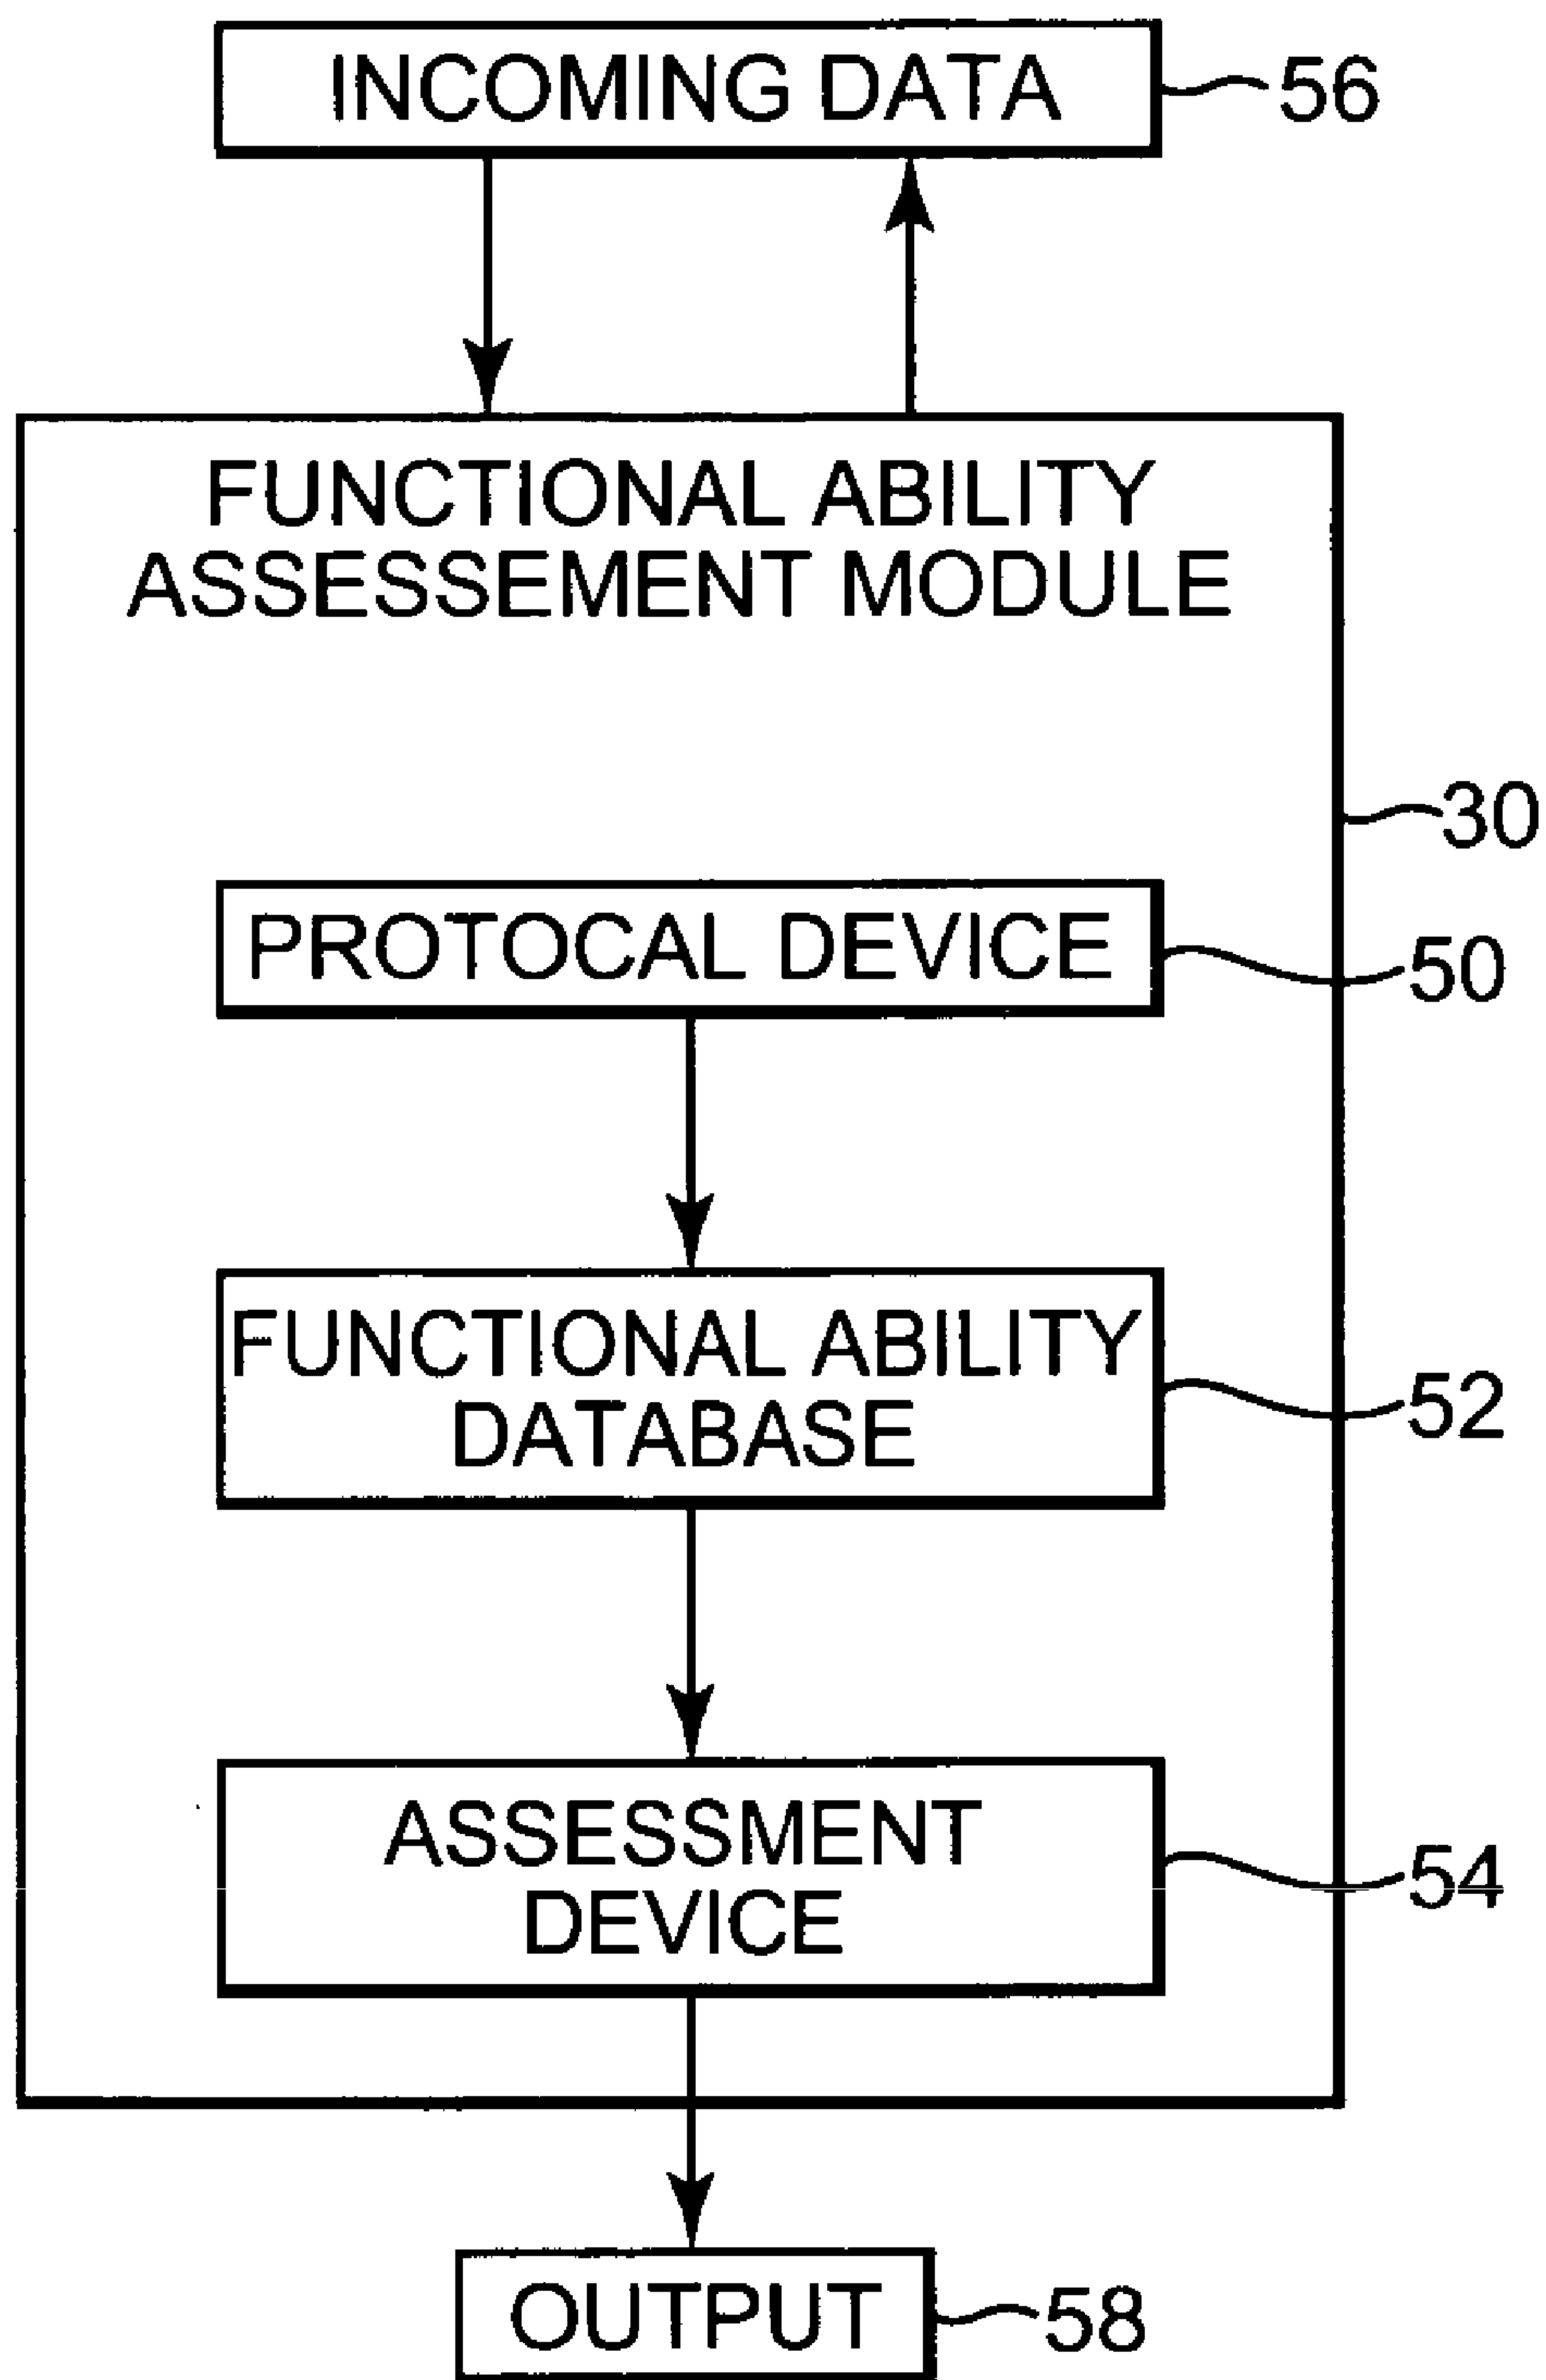 INCOMING DATA
56
FUNCTIONAL ABILITY
ASSESSEMENT MODULE
30
PROTOCAL DEVICE
50
FUNCTIONAL ABILITY
DATABASE
52
ASSESSMENT
DEVICE
54
OUTPUT
58